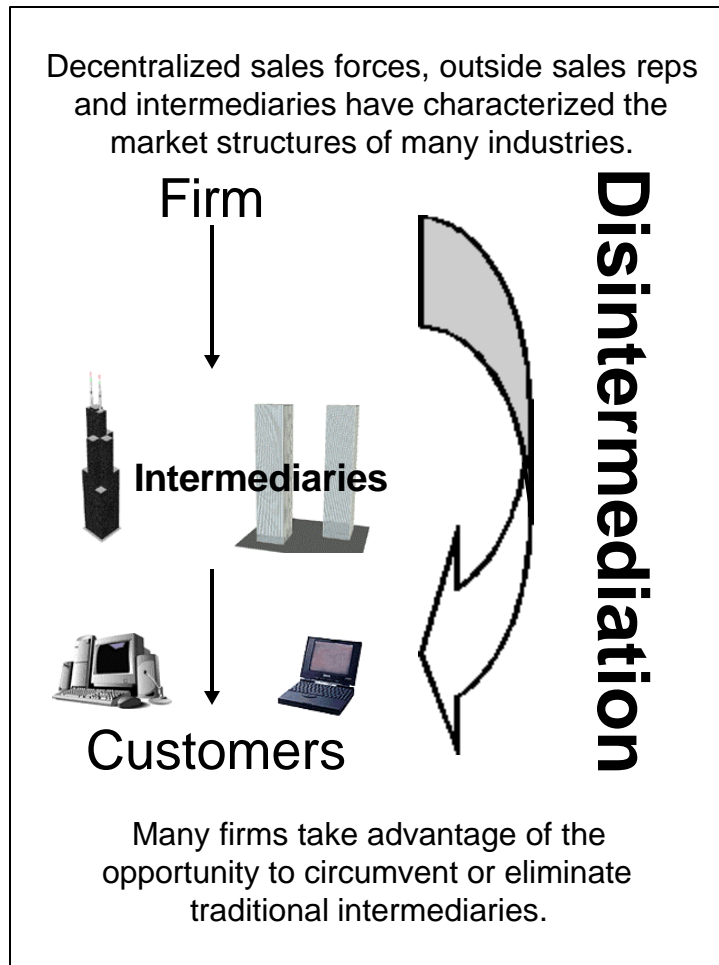 Decentralized sales forces, outside sales reps
and intermediaries have characterized the
market structures of many industries.
Firm
Disintermediation
Intermediaries
Customers
Many firms take advantage of the
opportunity to circumvent or eliminate
traditional intermediaries.